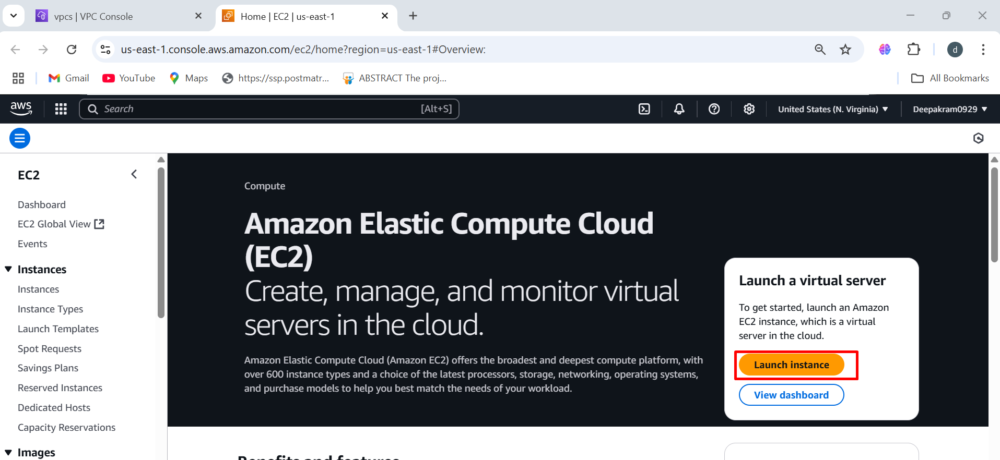 vpcs | VPC Console
Home | EC2 | us-east-1
us-east-1.console.aws.amazon.com/ec2/home?region=us-east-1#Overview:
d
Gmail
YouTube
Maps
https://ssp.postmatr...
ABSTRACT The proj...
All Bookmarks
aws
Search
[Alt+S]
United States (N. Virginia)
Deepakram0929
EC2
Dashboard
EC2 Global View
Events
Instances
Instances
Instance Types
Launch Templates
Spot Requests
Savings Plans
Reserved Instances
Dedicated Hosts
Capacity Reservations
Images
Compute
Amazon Elastic Compute Cloud
(EC2)
Create, manage, and monitor virtual
servers in the cloud.
Amazon Elastic Compute Cloud (Amazon EC2) offers the broadest and deepest compute platform, with
over 600 instance types and a choice of the latest processors, storage, networking, operating systems,
and purchase models to help you best match the needs of your workload.
Launch a virtual server
To get started, launch an Amazon
EC2 instance, which is a virtual
server in the cloud.
Launch instance
View dashboard
Benefits and features